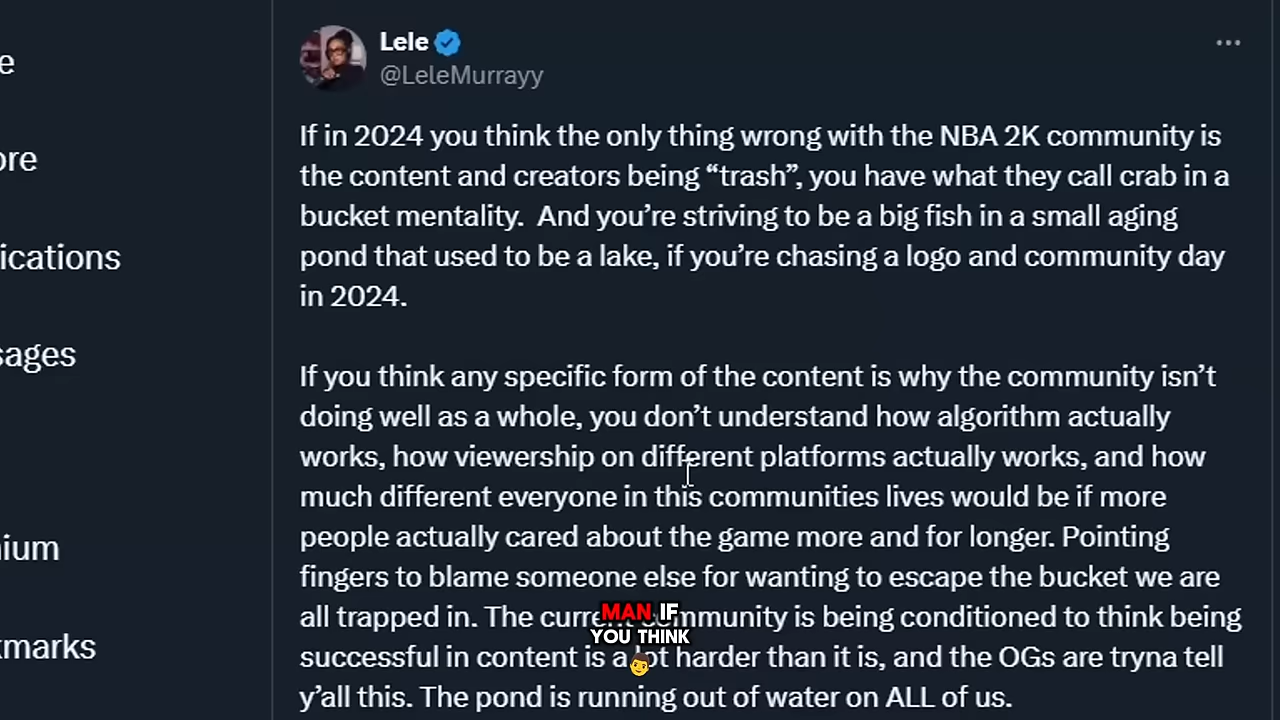 Lele
@LeleMurrayy
If in 2024 you think the only thing wrong with the NBA 2K community is
the content and creators being “trash”, you have what they call crab in a
bucket mentality.  And you’re striving to be a big fish in a small aging
pond that used to be a lake, if you’re chasing a logo and community day
in 2024.
If you think any specific form of the content is why the community isn’t
doing well as a whole, you don’t understand how algorithm actually
works, how viewership on different platforms actually works, and how
much different everyone in this communities lives would be if more
people actually cared about the game more and for longer. Pointing
fingers to blame someone else for wanting to escape the bucket we are
all trapped in. The current community is being conditioned to think being
successful in content is a lot harder than it is, and the OGs are tryna tell
y’all this. The pond is running out of water on ALL of us.
MAN IF
YOU THINK
e
ore
ications
sages
ium
kmarks